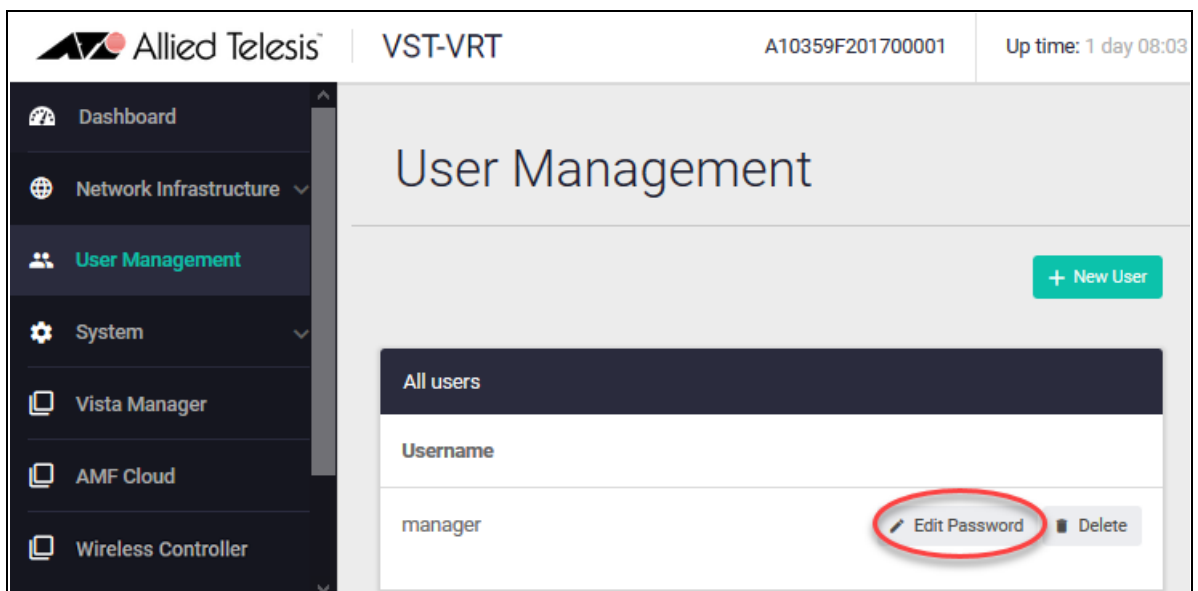 Allied Telesis™ VST-VRT A10359F201700001 Up time: 1 day 08:03
Dashboard
Network Infrastructure
User Management
System
Vista Manager
AMF Cloud
Wireless Controller
User Management
+ New User
All users
Username
manager Edit Password Delete